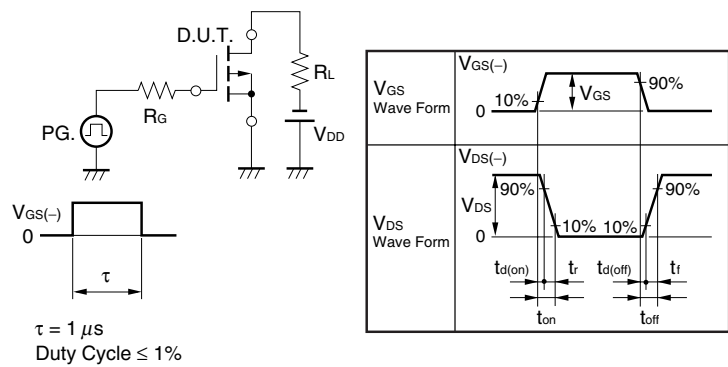 D.U.T.
RL
RG
PG.
VDD
VGS(−)
0
τ
τ = 1 μs
Duty Cycle ≤ 1%
VGS
Wave Form
VGS(−)
10%
0
VGS
90%
VDS
Wave Form
VDS(−)
90%
VDS
0
10%
10%
90%
td(on)
tr
td(off)
tf
ton
toff